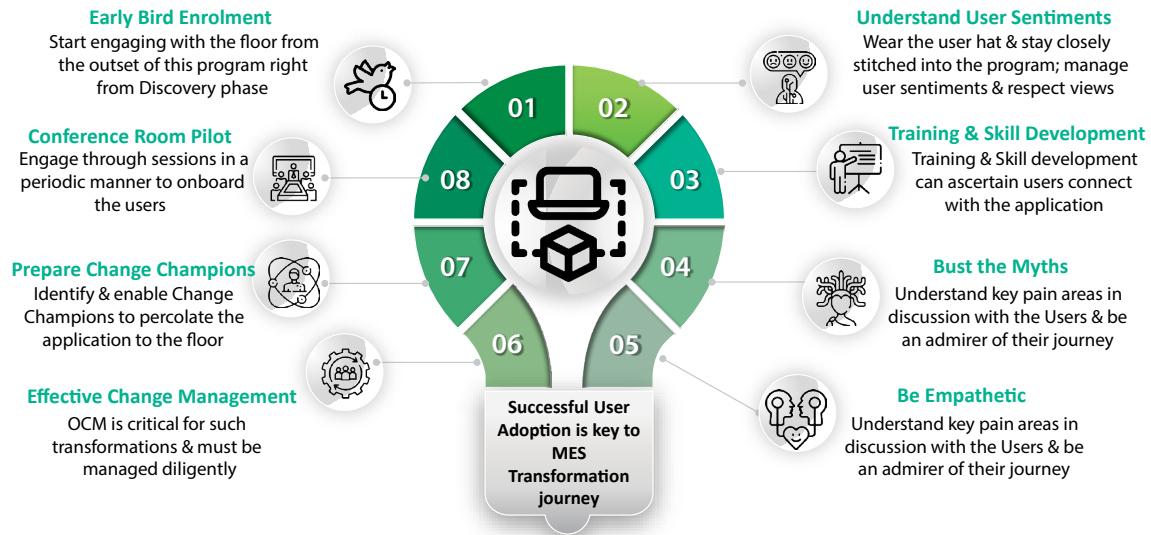 Early Bird Enrolment
Start engaging with the floor from
the outset of this program right
from Discovery phase
Understand User Sentiments
Wear the user hat & stay closely
stitched into the program; manage
user sentiments & respect views
Training & Skill Development
Training & Skill development
can ascertain users connect
with the application
Bust the Myths
Understand key pain areas in
discussion with the Users & be
an admirer of their journey
Be Empathetic
Understand key pain areas in
discussion with the Users & be
an admirer of their journey
Effective Change Management
OCM is critical for such
transformations & must be
managed diligently
Prepare Change Champions
Identify & enable Change
Champions to percolate the
application to the floor
Conference Room Pilot
Engage through sessions in a
periodic manner to onboard
the users
01
02
03
04
05
06
07
08
Successful User
Adoption is key to
MES
Transformation
journey